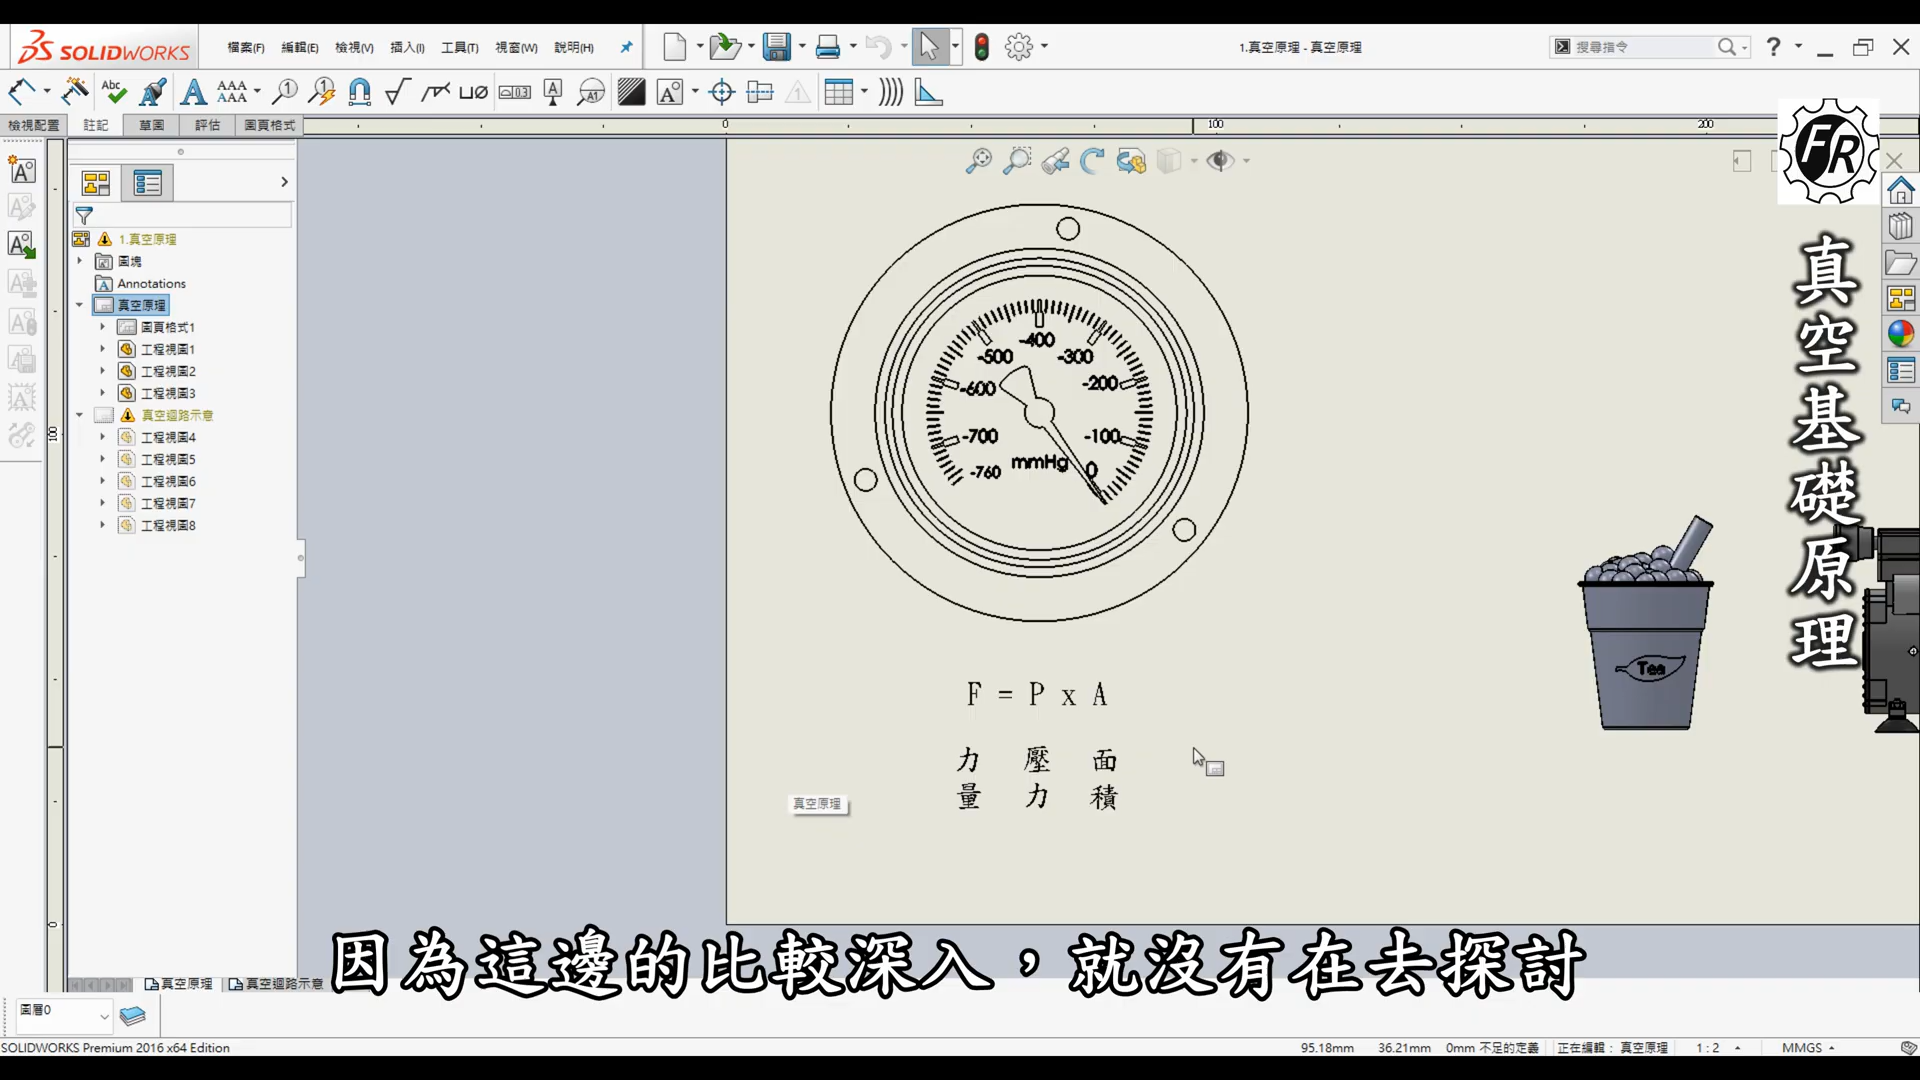 SOLIDWORKS
檔案(F) 編輯(E) 檢視(V) 插入(I) 工具(T) 視窗(W) 說明(H)
1.真空原理 - 真空原理
搜尋指令
檢視配置 註記 草圖 評估 圖頁格式
0 100 200
FR
真空基礎原理
1.真空原理
圖塊
Annotations
真空原理
圖頁格式1
工程視圖1
工程視圖2
工程視圖3
真空迴路示意
工程視圖4
工程視圖5
工程視圖6
工程視圖7
工程視圖8
100
0
-400
-500 -300
-600 -200
-700 -100
mmHg 0
-760
Tea
F = P x A
力量 壓力 面積
真空原理
因為這邊的比較深入，就沒有在去探討
真空原理 真空迴路示意
圖層0
SOLIDWORKS Premium 2016 x64 Edition
95.18mm 36.21mm 0mm 不足的定義 正在編輯： 真空原理 1 : 2 MMGS